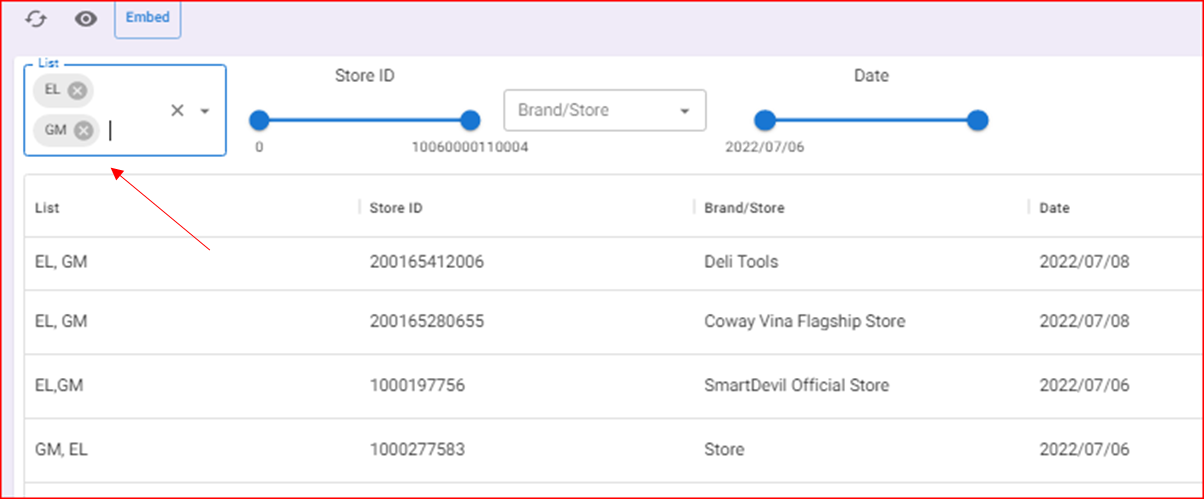 Embed
List
EL
GM
Store ID
0 10060000110004
Brand/Store
Date
2022/07/06
List Store ID Brand/Store Date
EL, GM 200165412006 Deli Tools 2022/07/08
EL, GM 200165280655 Coway Vina Flagship Store 2022/07/08
EL,GM 1000197756 SmartDevil Official Store 2022/07/06
GM, EL 1000277583 Store 2022/07/06